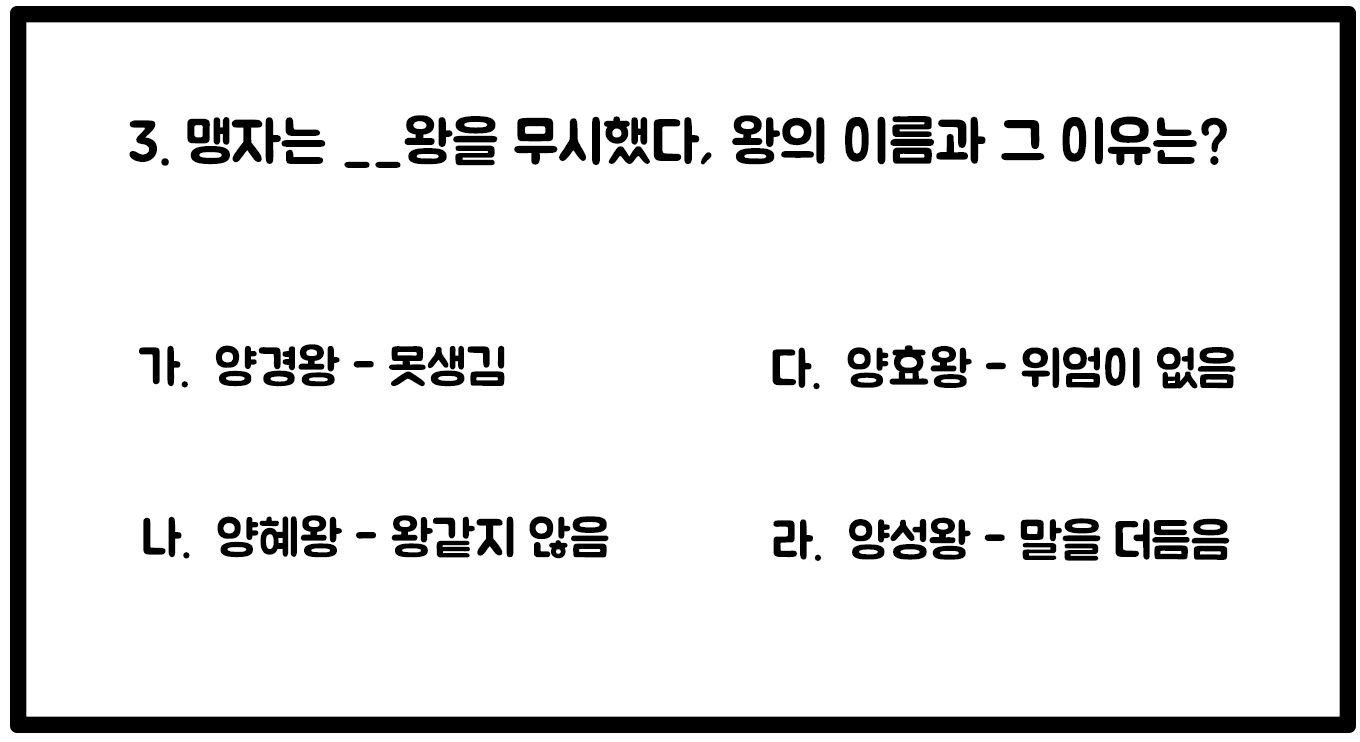 3. 맹자는 __왕을 무시했다, 왕의 이름과 그 이유는?
가. 양경왕 - 못생김
다. 양효왕 - 위엄이 없음
나. 양혜왕 - 왕같지 않음
라. 양성왕 - 말을 더듬음